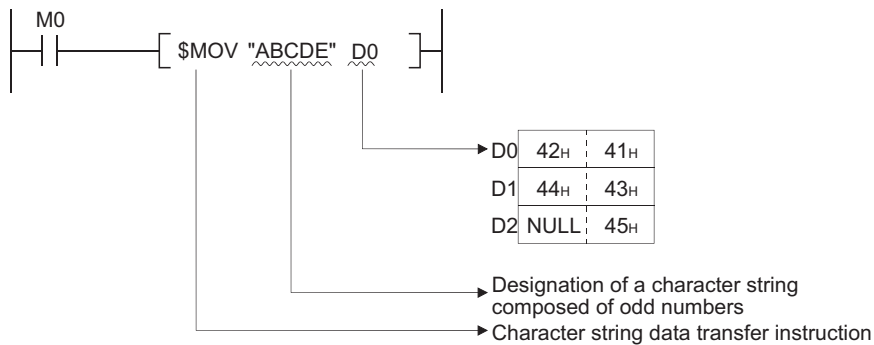 M0
$MOV "ABCDE" D0
D0 42H 41H
D1 44H 43H
D2 NULL 45H
Designation of a character string
composed of odd numbers
Character string data transfer instruction